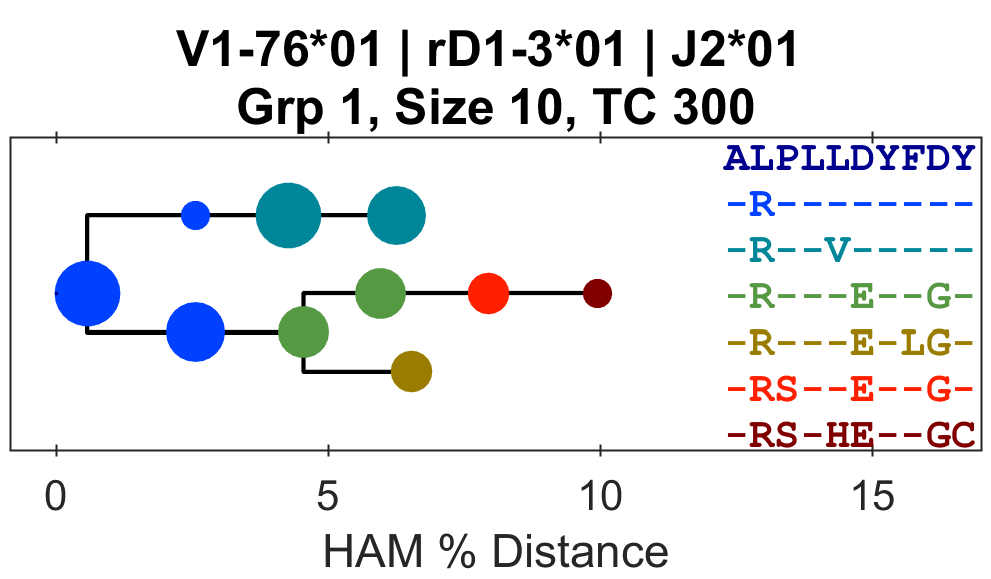 V1-76*01 | rD1-3*01 | J2*01
Grp 1, Size 10, TC 300
ALPLLDYFDY
-R--------
-R--V-----
-R---E--G-
-R---E-LG-
-RS--E--G-
-RS-HE--GC
0 5 10 15
HAM % Distance